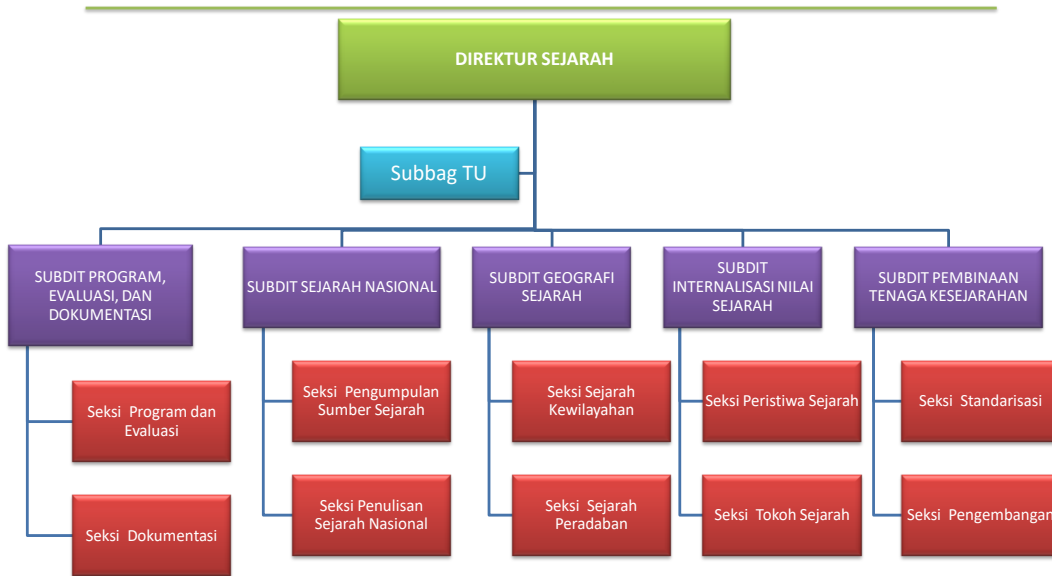 DIREKTUR SEJARAH
Subbag TU
SUBDIT PROGRAM,
EVALUASI, DAN
DOKUMENTASI
SUBDIT SEJARAH NASIONAL
SUBDIT GEOGRAFI
SEJARAH
SUBDIT
INTERNALISASI NILAI
SEJARAH
SUBDIT PEMBINAAN
TENAGA KESEJARAHAN
Seksi Program dan
Evaluasi
Seksi Pengumpulan
Sumber Sejarah
Seksi Sejarah
Kewilayahan
Seksi Peristiwa Sejarah
Seksi Standarisasi
Seksi Dokumentasi
Seksi Penulisan
Sejarah Nasional
Seksi Sejarah
Peradaban
Seksi Tokoh Sejarah
Seksi Pengembangan